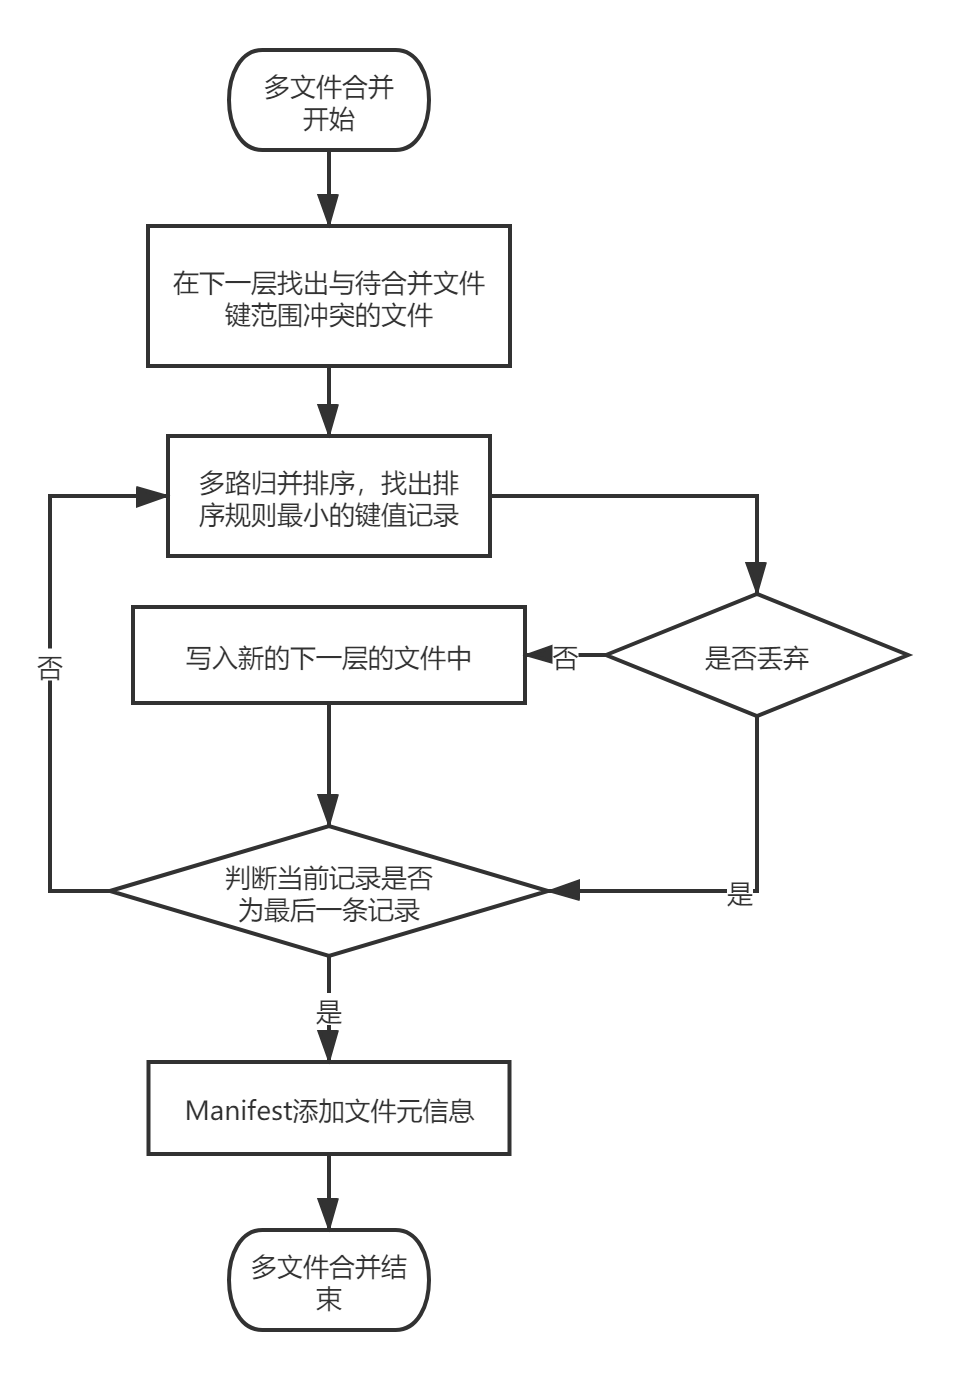 多文件合并
开始
在下一层找出与待合并文件
键范围冲突的文件
多路归并排序，找出排
序规则最小的键值记录
写入新的下一层的文件中
否
是否丢弃
否
判断当前记录是否
为最后一条记录
是
是
Manifest添加文件元信息
多文件合并结
束